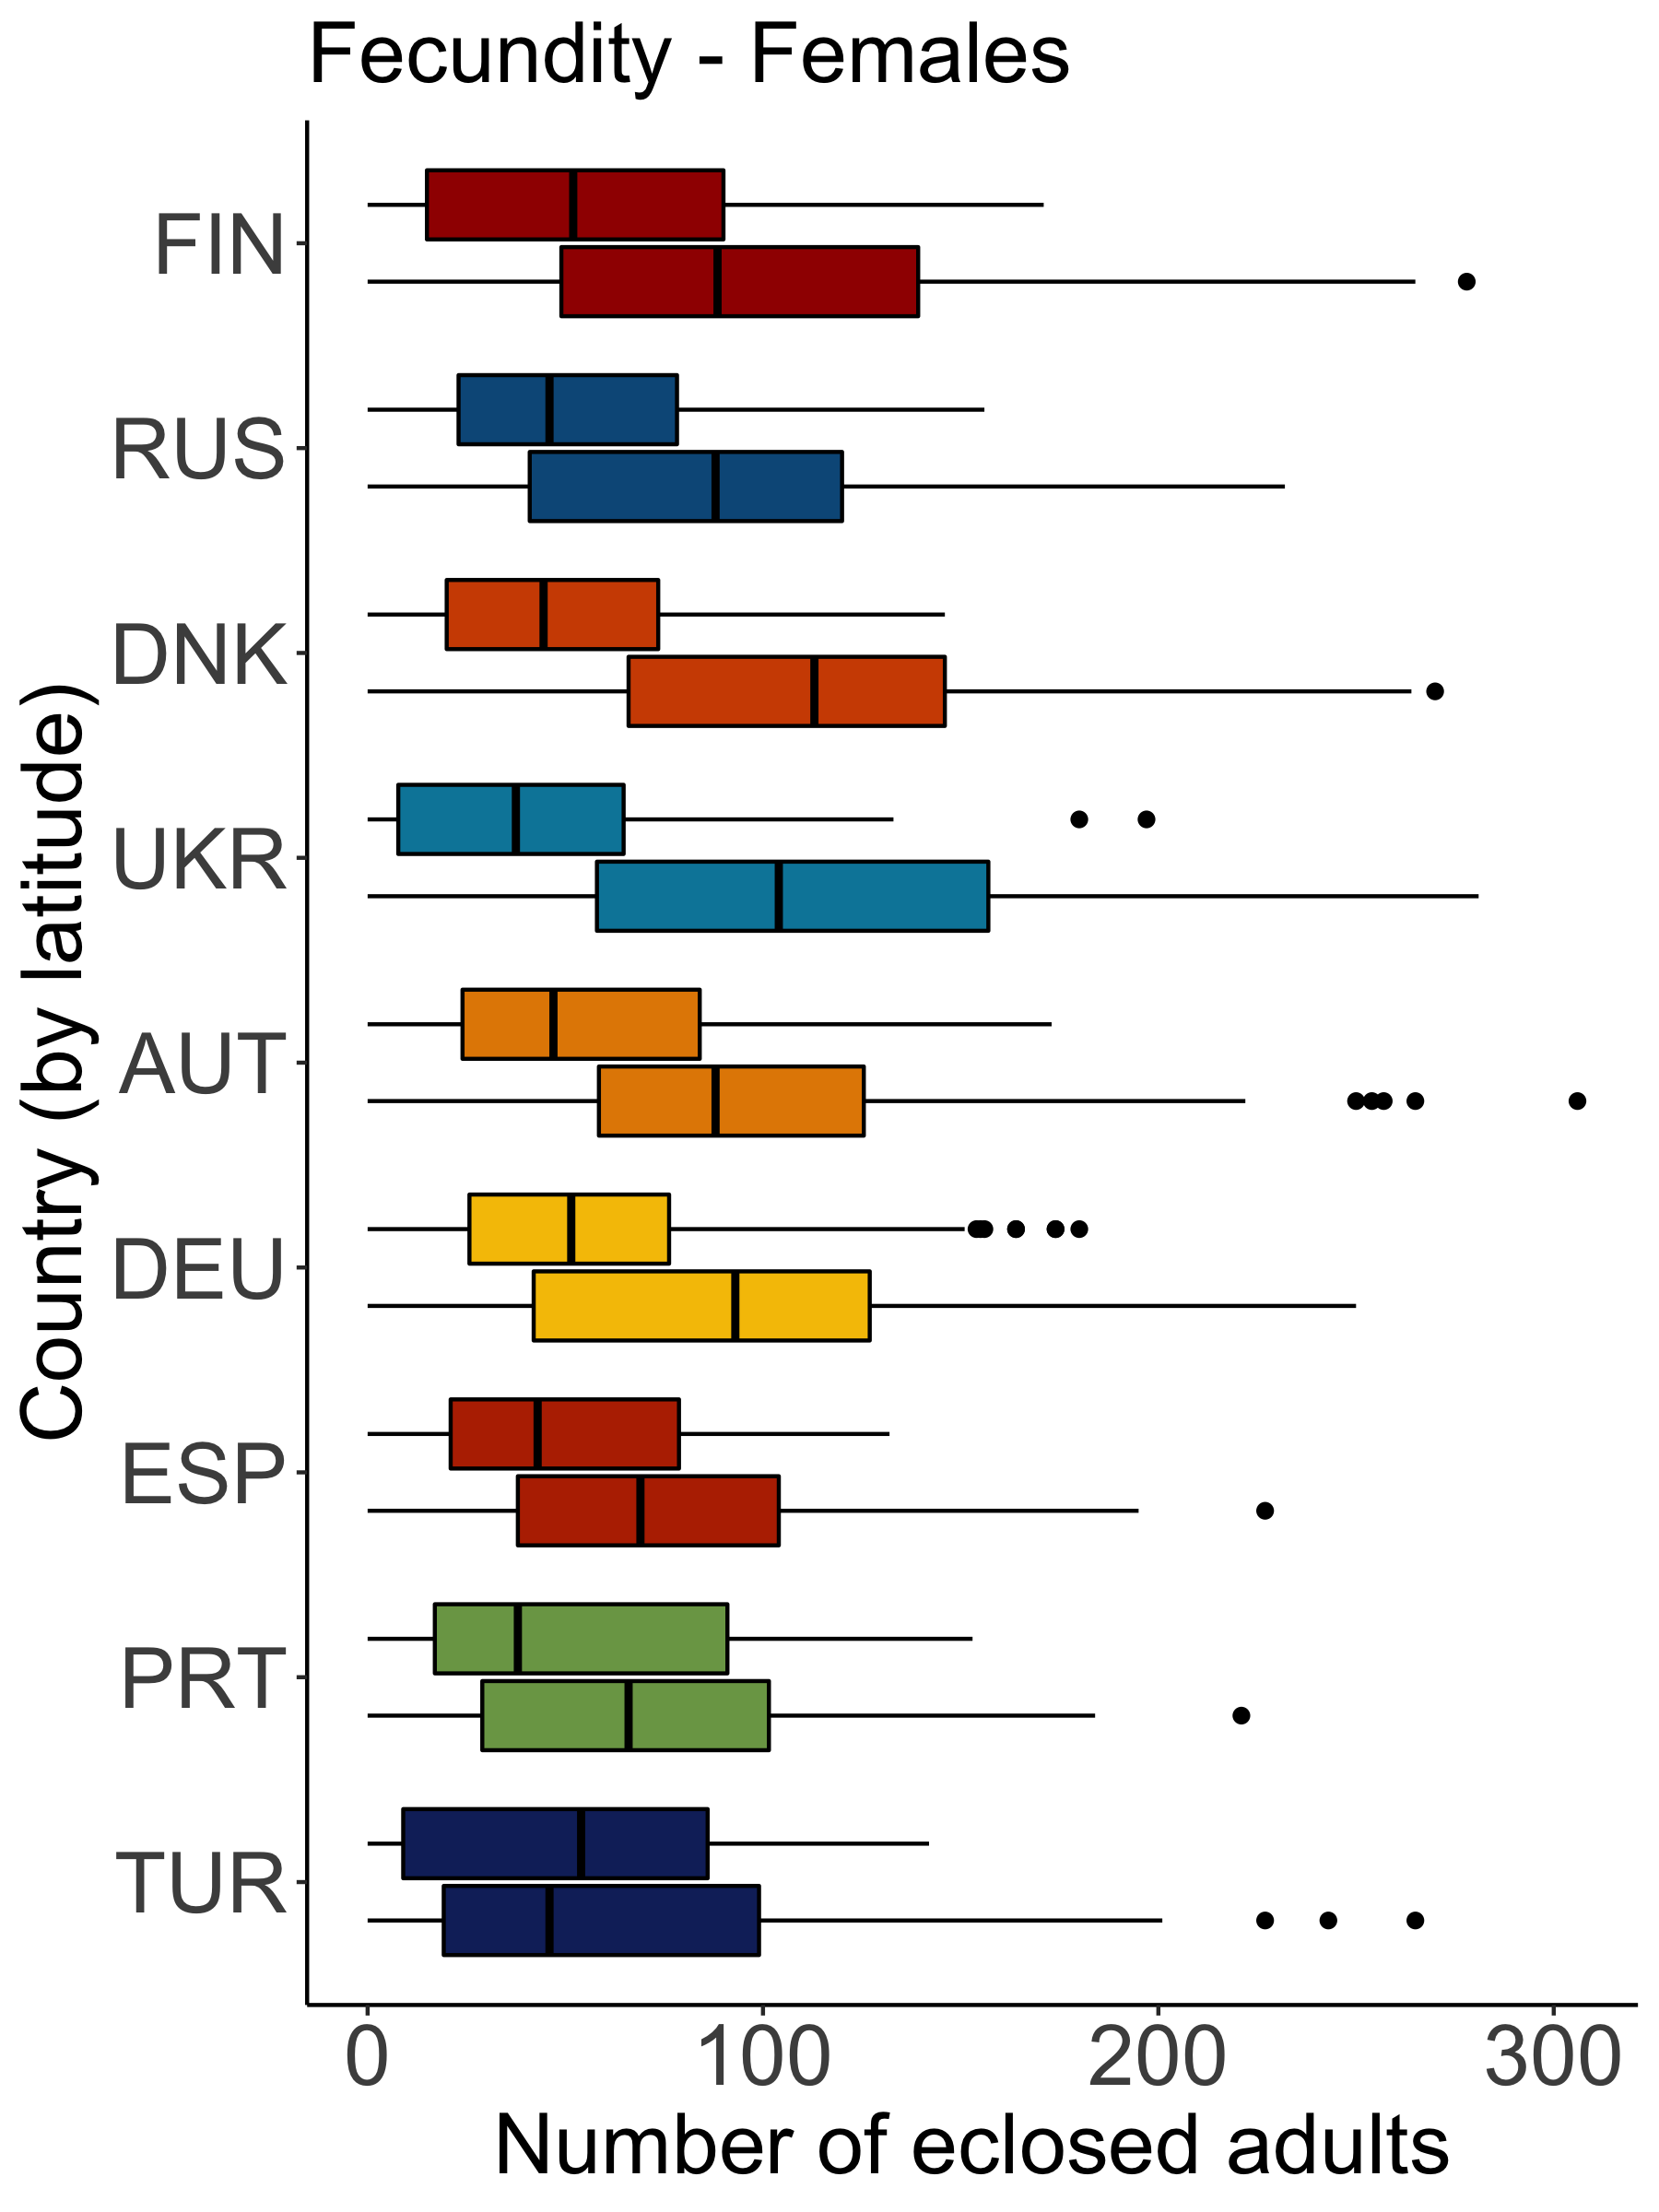 Fecundity - Females
Country (by latitude)
FIN
RUS
DNK
UKR
AUT
DEU
ESP
PRT
TUR
0 100 200 300
Number of eclosed adults